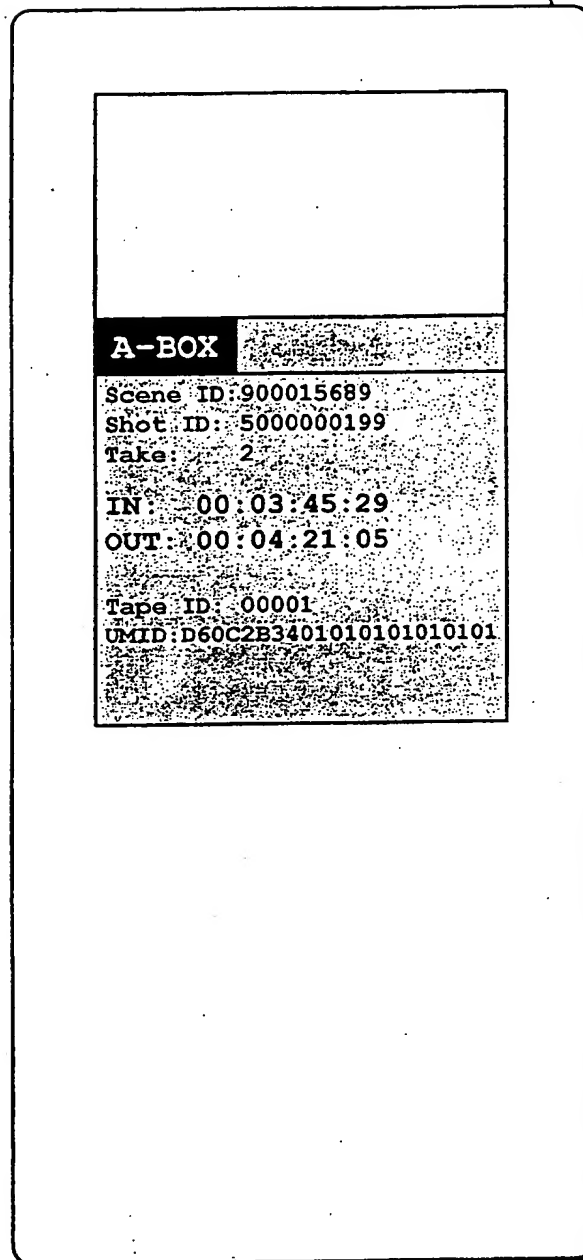 A-BOX
Scene ID:900015689
Shot ID: 5000000199
Take: 2
IN: 00:03:45:29
OUT: 00:04:21:05
Tape ID: 00001
UMID:D60C2B3401010101010101